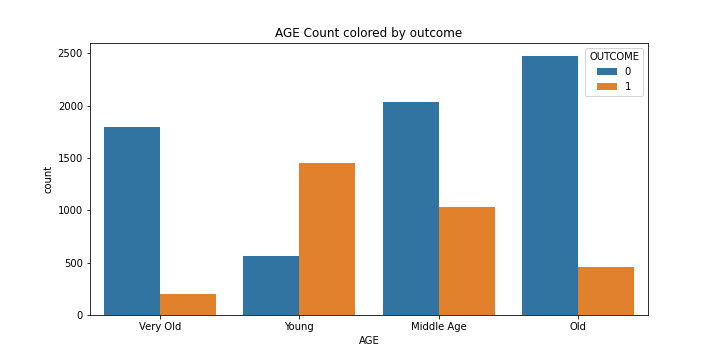 AGE Count colored by outcome
OUTCOME
0
1
2500
2000
1500
1000
500
0
count
Very Old
Young
Middle Age
Old
AGE